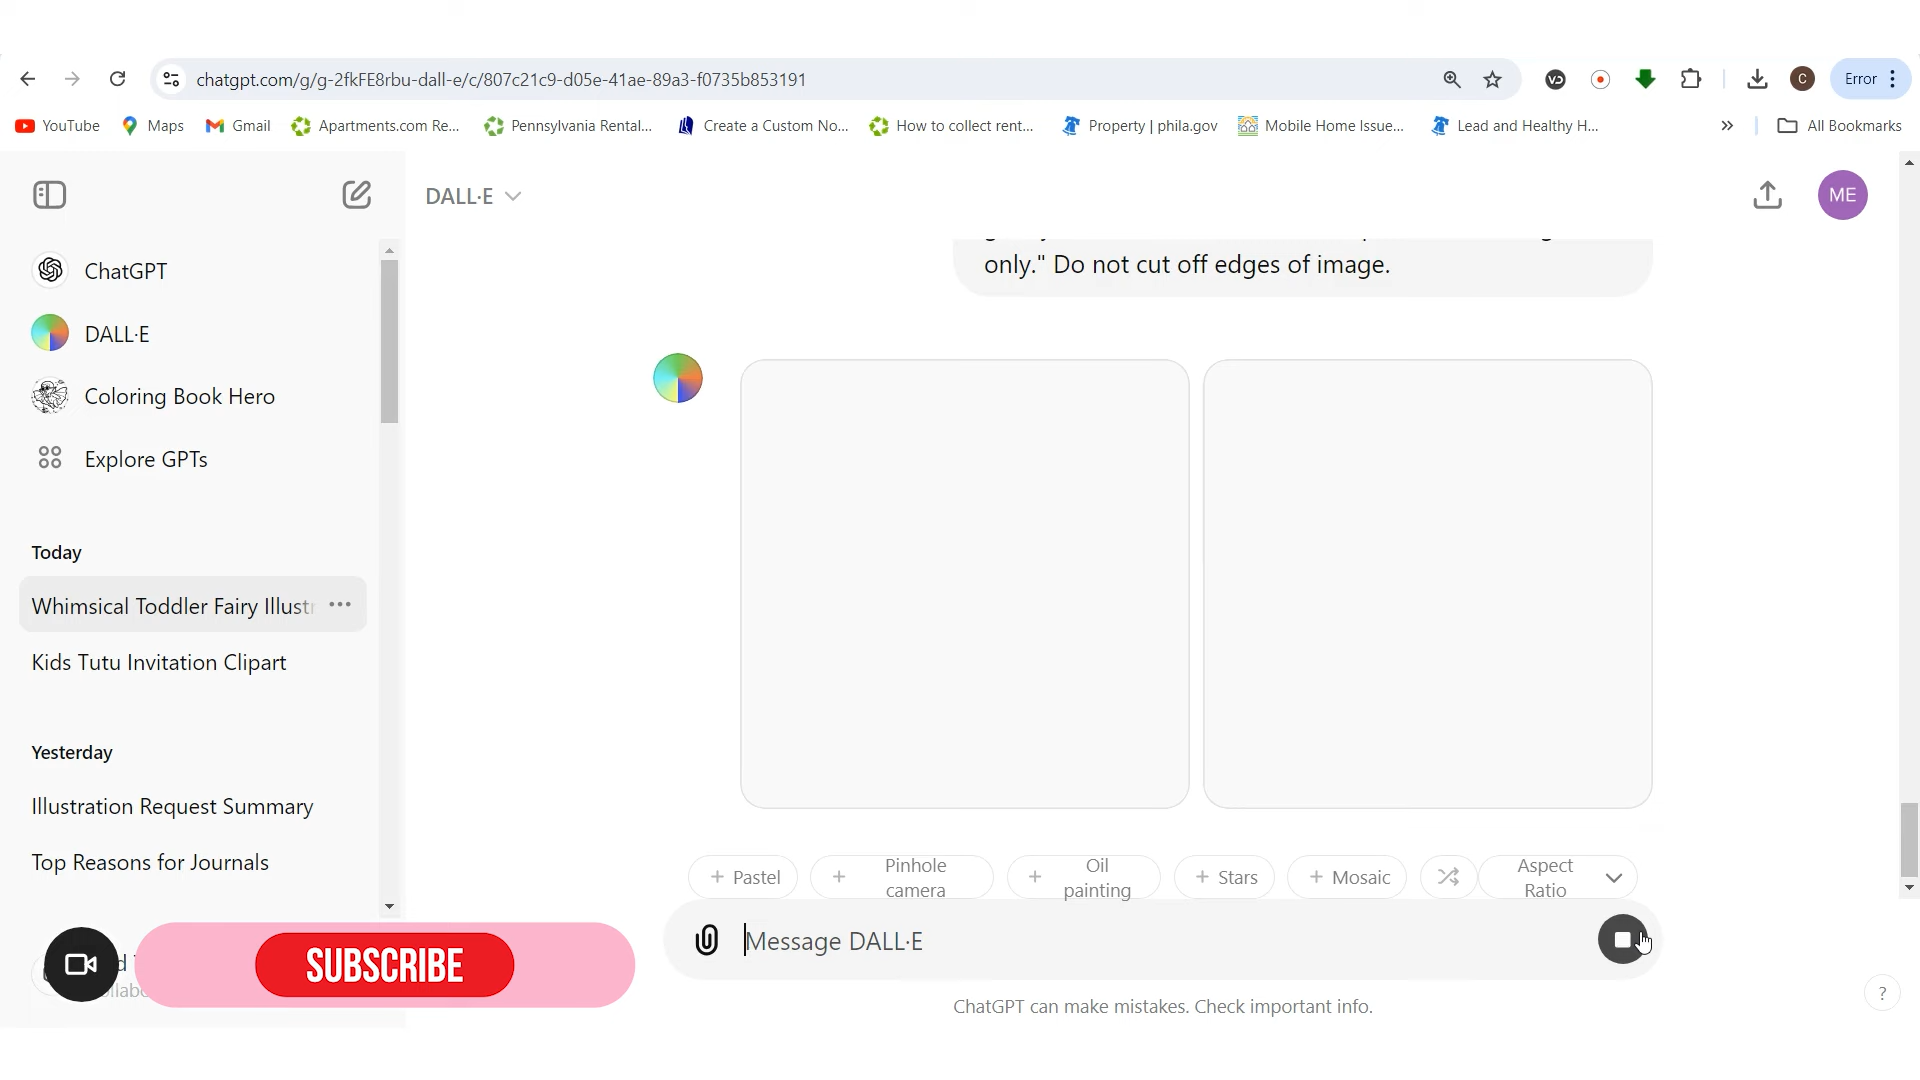 chatgpt.com/g/g-2fkFE8rbu-dall-e/c/807c21c9-d05e-41ae-89a3-f0735b853191
C
Error
YouTube
Maps
Gmail
Apartments.com Re...
Pennsylvania Rental...
Create a Custom No...
How to collect rent...
Property | phila.gov
Mobile Home Issue...
Lead and Healthy H...
All Bookmarks
DALL·E
ME
ChatGPT
DALL·E
Coloring Book Hero
Explore GPTs
Today
Whimsical Toddler Fairy Illust
Kids Tutu Invitation Clipart
Yesterday
Illustration Request Summary
Top Reasons for Journals
only." Do not cut off edges of image.
Pastel
Pinhole
camera
Oil
painting
Stars
Mosaic
Aspect
Ratio
Message DALL·E
SUBSCRIBE
ChatGPT can make mistakes. Check important info.
?